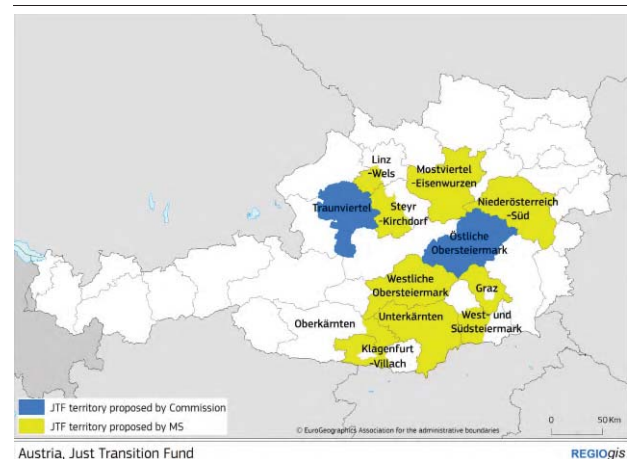 Linz
-Wels
Mostviertel
-Eisenwurzen
Traunviertel
Steyr
-Kirchdorf
Niederösterreich
-Süd
Östliche
Obersteiermark
Westliche
Obersteiermark
Graz
Oberkärnten
Unterkärnten
West- und
Südsteiermark
Klagenfurt
-Villach
JTF territory proposed by Commission
JTF territory proposed by MS
© EuroGeographics Association for the administrative boundaries
0 50 Km
Austria, Just Transition Fund
REGIOgis